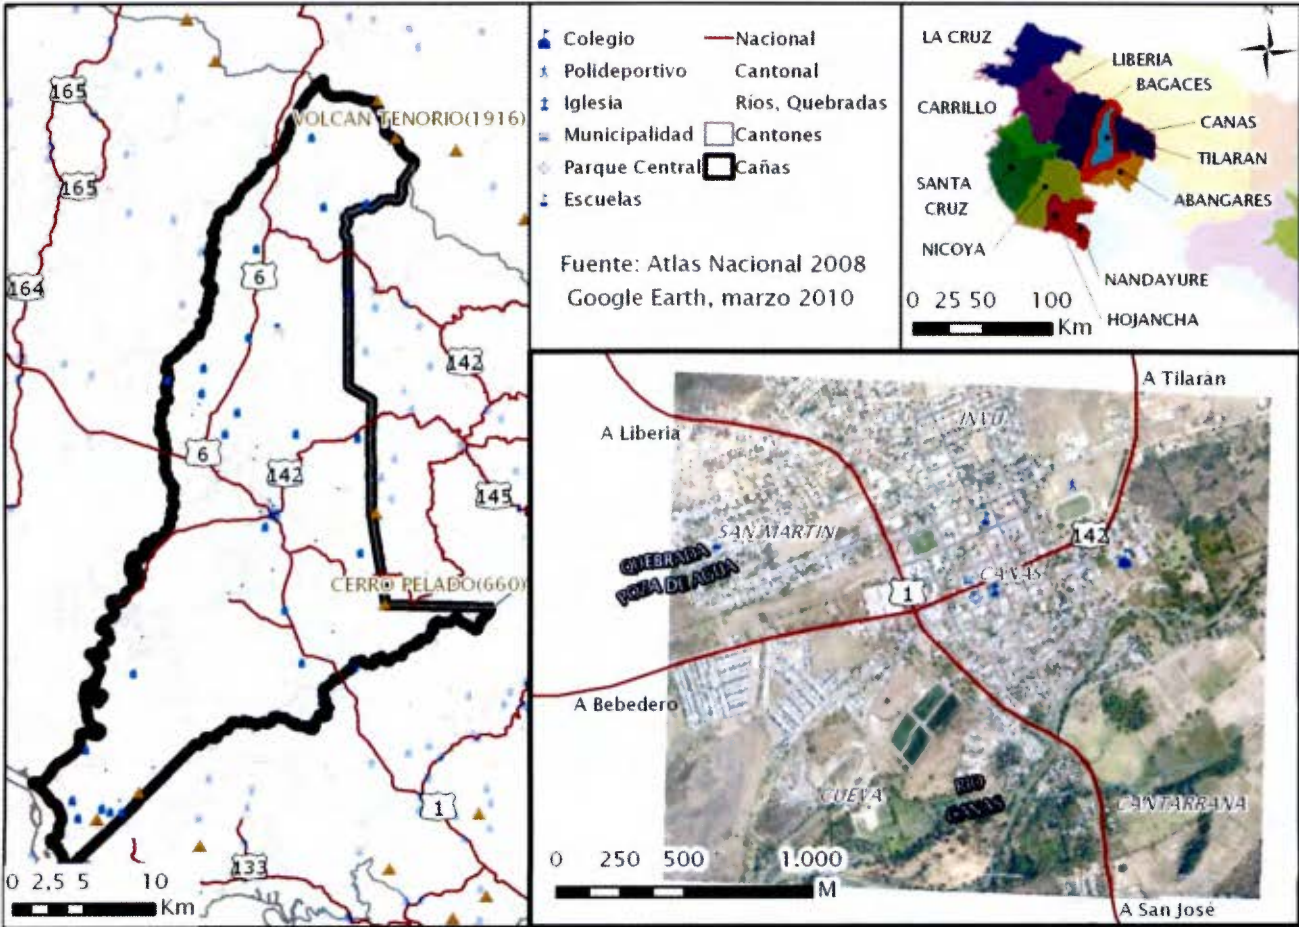 165
VOLCAN TENORIO(1916)
165
164
6
142
6
142
145
CERRO PELADO(660)
1
133
0 2,5 5 10
Km
Colegio
Polideportivo
Iglesia
Municipalidad
Parque Central
Escuelas
Nacional
Cantonal
Ríos, Quebradas
Cantones
Cañas
Fuente: Atlas Nacional 2008
Google Earth, marzo 2010
LA CRUZ
LIBERIA
BAGACES
CARRILLO
CANAS
TILARAN
SANTA
CRUZ
ABANGARES
NICOYA
NANDAYURE
HOJANCHA
0 25 50 100
Km
A Tilarán
A Liberia
INVU
SAN MARTIN
142
QUEBRADA
POZA DE AGUA
CAÑAS
1
A Bebedero
CUEVA
RIO
CANAS
CANTARRANA
0 250 500 1.000
M
A San José